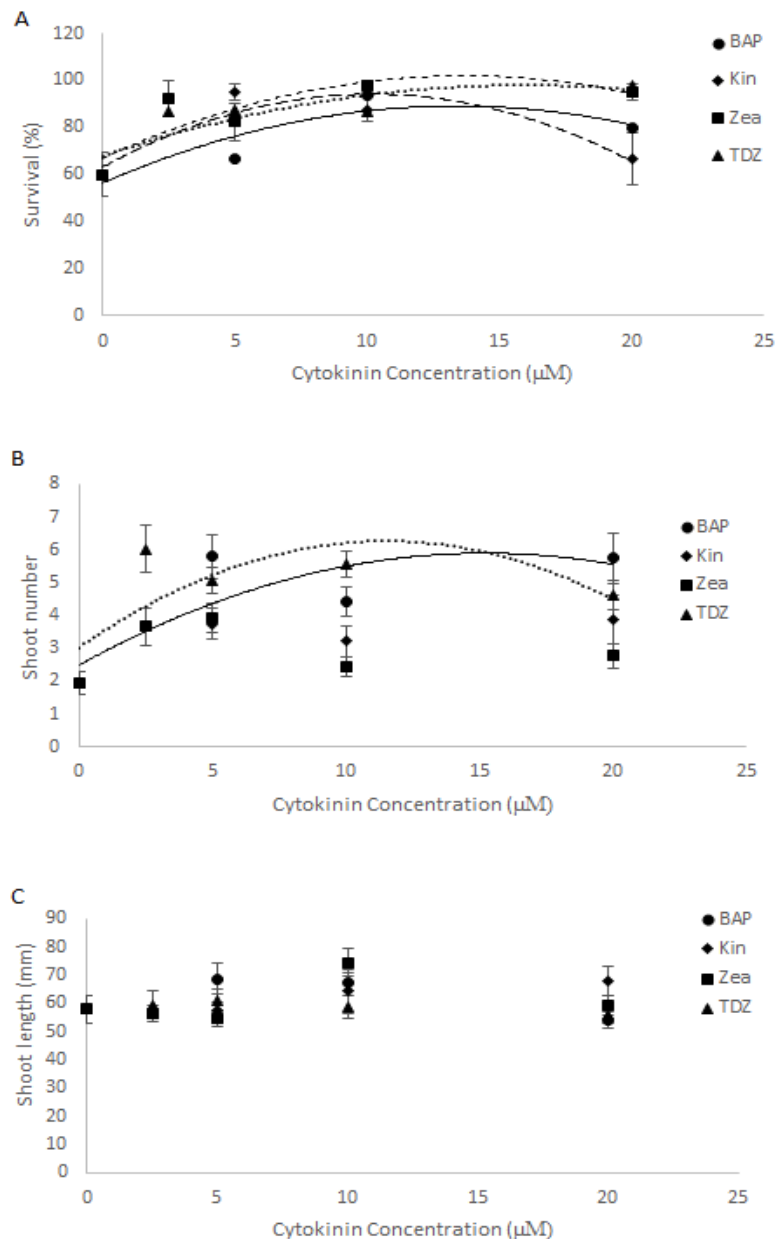 A
Survival (%)
120
100
80
60
40
20
0
0 5 10 15 20 25
Cytokinin Concentration (µM)
BAP
Kin
Zea
TDZ
B
Shoot number
8
7
6
5
4
3
2
1
0
0 5 10 15 20 25
Cytokinin Concentration (µM)
BAP
Kin
Zea
TDZ
C
Shoot length (mm)
90
80
70
60
50
40
30
20
10
0
0 5 10 15 20 25
Cytokinin Concentration (µM)
BAP
Kin
Zea
TDZ